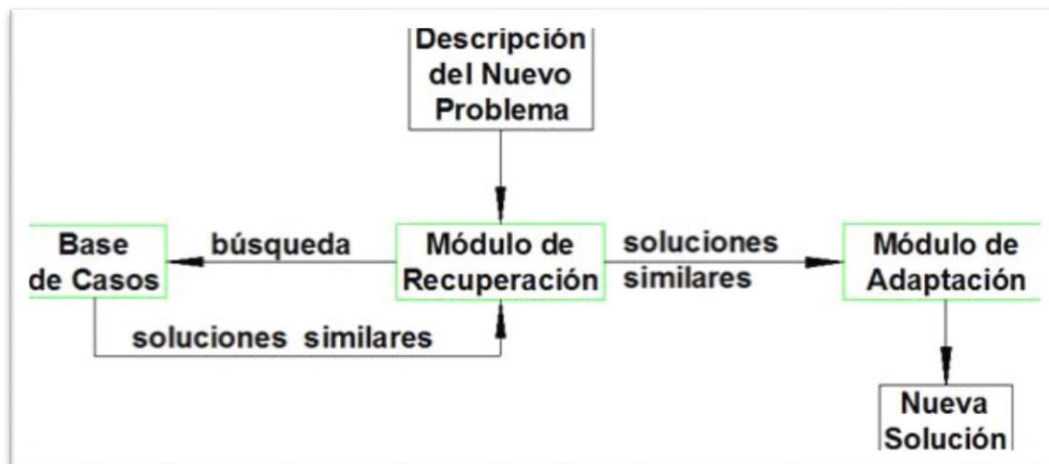 Descripción
del Nuevo
Problema
Base
de Casos
búsqueda
Módulo de
Recuperación
soluciones
similares
Módulo de
Adaptación
soluciones similares
Nueva
Solución